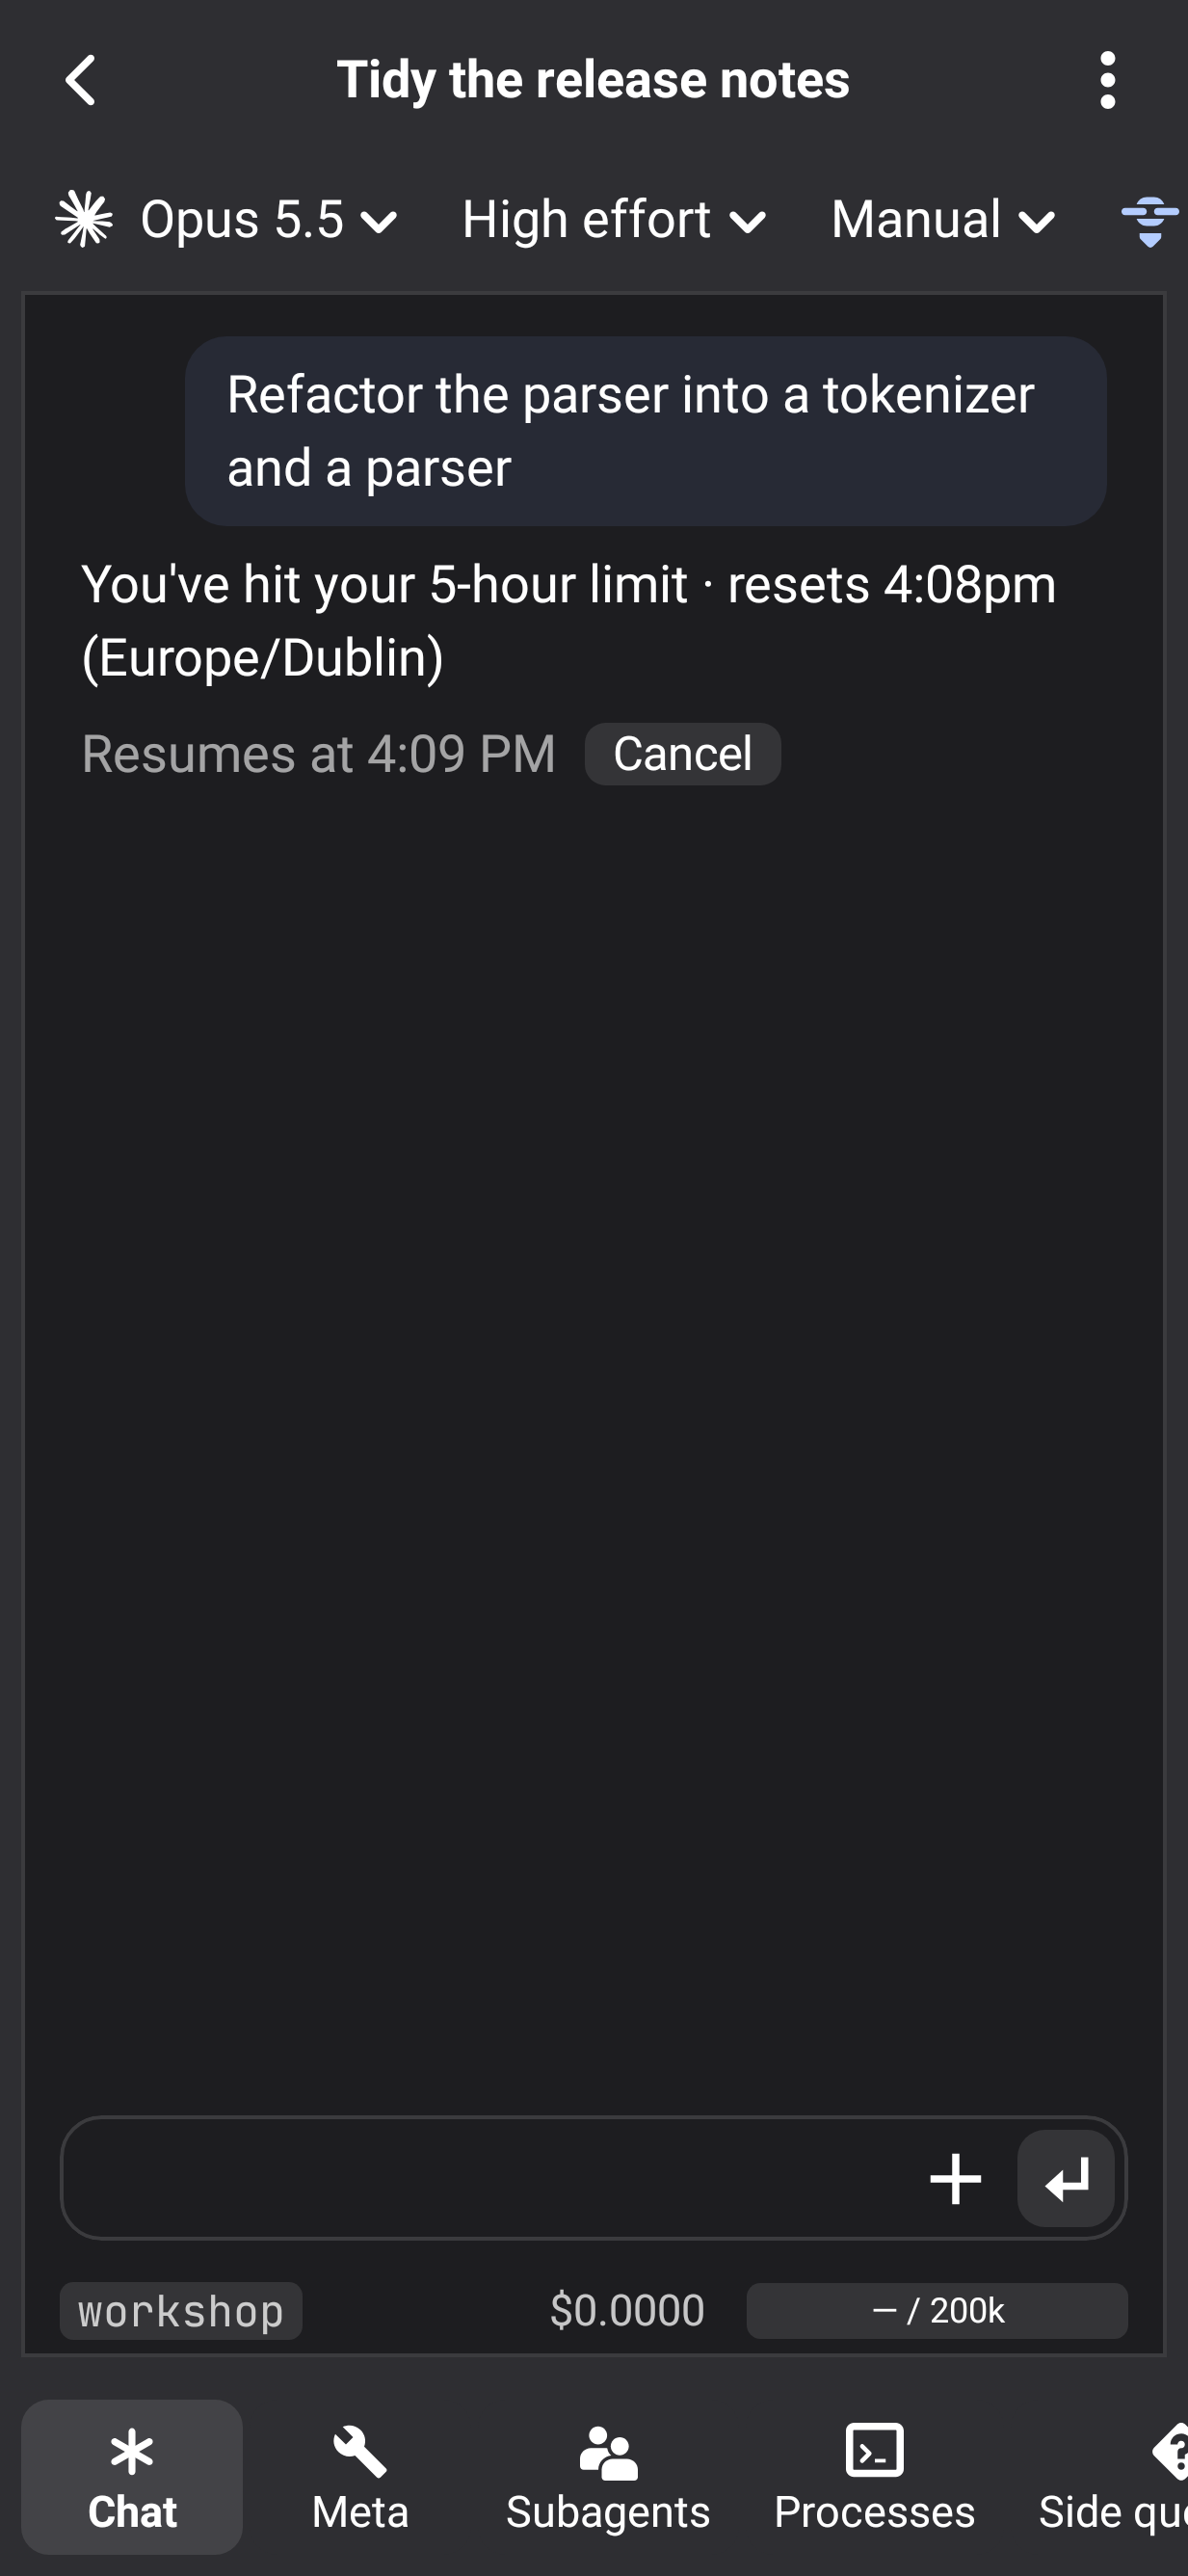 Tidy the release notes
Opus 5.5
High effort
Manual
Refactor the parser into a tokenizer
and a parser
You've hit your 5-hour limit · resets 4:08pm
(Europe/Dublin)
Resumes at 4:09 PM
Cancel
workshop
$0.0000
— / 200k
Chat
Meta
Subagents
Processes
Side